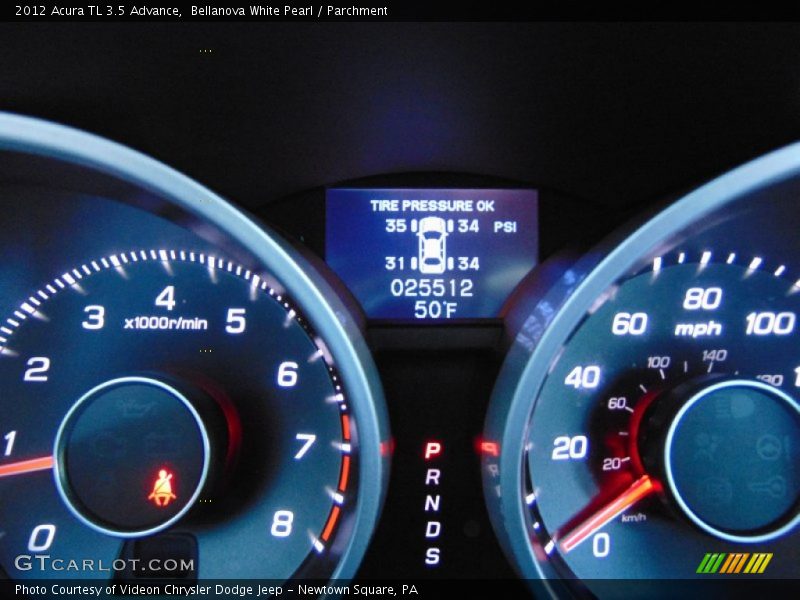 2012 Acura TL 3.5 Advance,  Bellanova White Pearl / Parchment
TIRE PRESSURE OK
35 34 PSI
31 34
025512
50°F
0 1 2 3 4 5 6 7 8
x1000r/min
P
R
N
D
S
0 20 40 60 80 100
mph
20 60 100 140
km/h
GTCARLOT.COM
Photo Courtesy of Videon Chrysler Dodge Jeep - Newtown Square, PA